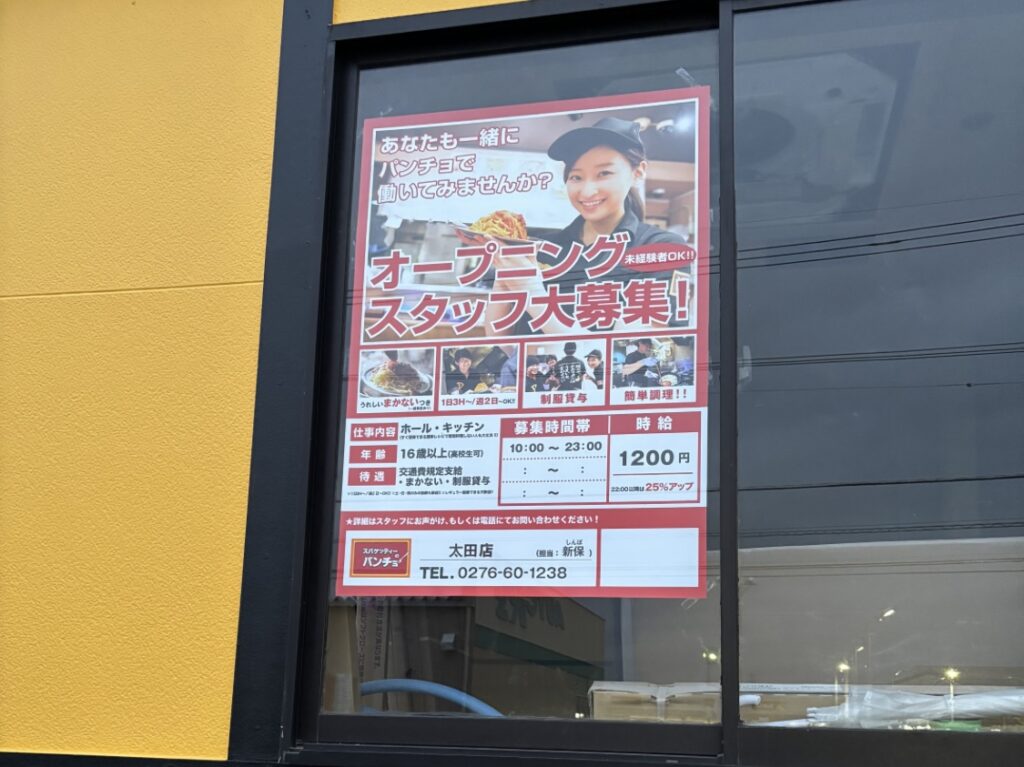 あなたも一緒に
パンチョで
働いてみませんか?
オープニング
未経験者OK!!
スタッフ大募集!
うれしいまかないつき
1日3H〜/週2日〜OK!!
制服貸与
簡単調理!!
仕事内容 ホール・キッチン
年齢 16歳以上(高校生可)
待遇 交通費規定支給
・まかない・制服貸与
募集時間帯
10:00 〜 23:00
: 〜 :
: 〜 :
時給
1200円
22:00以降は25%アップ
★詳細はスタッフにお声がけ、もしくは電話にてお問い合わせください!
スパゲッティーの
パンチョ
太田店
しんぼ
(担当:新保 )
TEL. 0276-60-1238